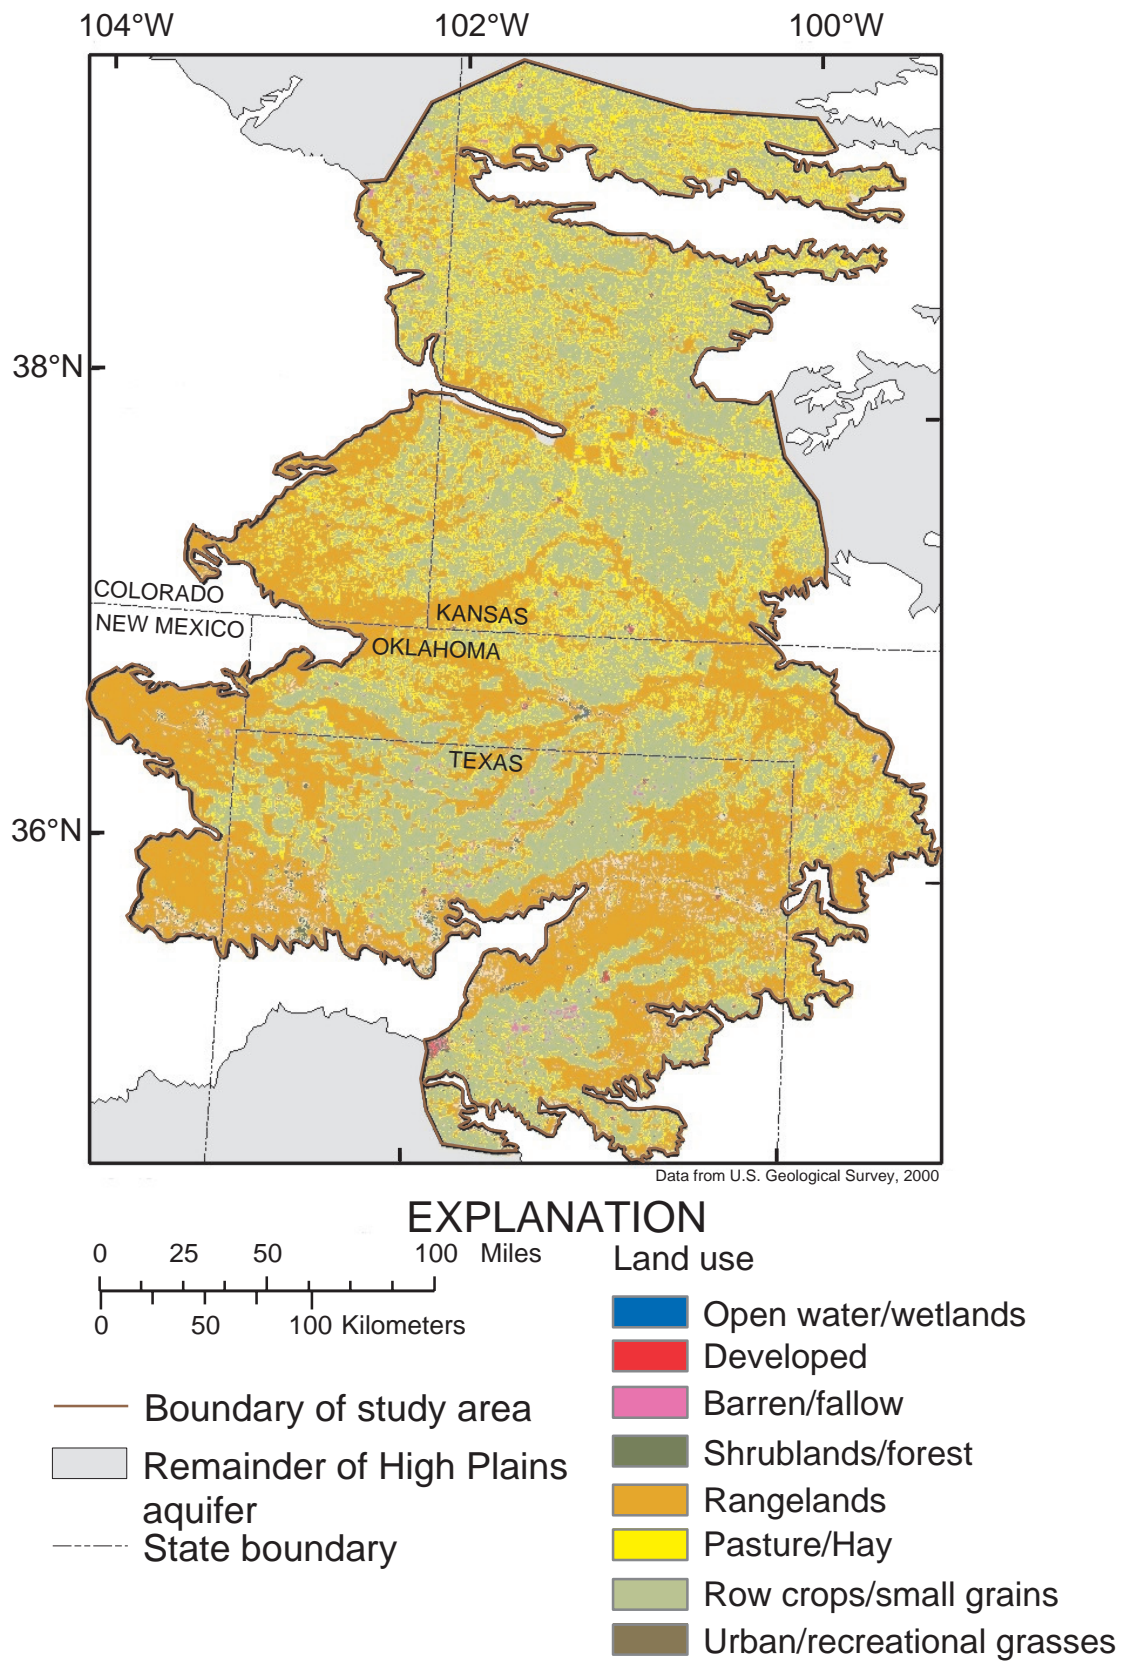 104°W 102°W 100°W
38°N
COLORADO
NEW MEXICO
KANSAS
OKLAHOMA
TEXAS
36°N
Data from U.S. Geological Survey, 2000
EXPLANATION
0 25 50 100 Miles
0 50 100 Kilometers
Boundary of study area
Remainder of High Plains
aquifer
State boundary
Land use
Open water/wetlands
Developed
Barren/fallow
Shrublands/forest
Rangelands
Pasture/Hay
Row crops/small grains
Urban/recreational grasses